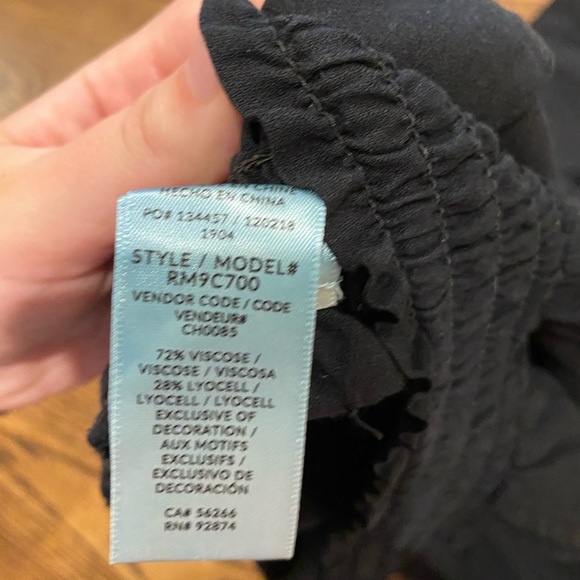 HECHO EN CHINA
PO# 134457 / 120218
1904
STYLE / MODEL#
RM9C700
VENDOR CODE / CODE
VENDEUR#
CH0085
72% VISCOSE /
VISCOSE / VISCOSA
28% LYOCELL /
LYOCELL / LYOCELL
EXCLUSIVE OF
DECORATION /
AUX MOTIFS
EXCLUSIFS /
EXCLUSIVO DE
DECORACIÓN
CA# 56266
RN# 92874